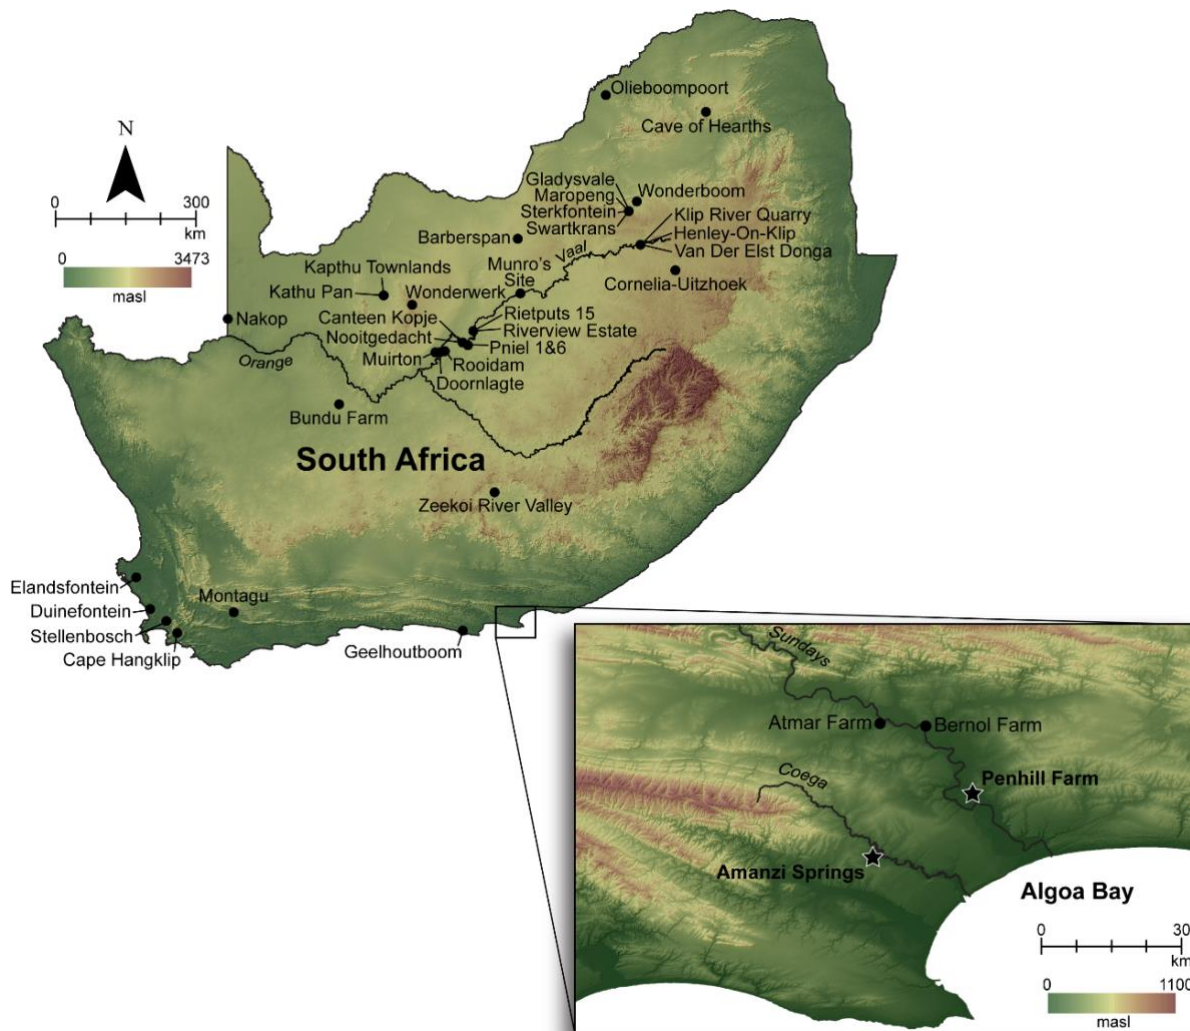 Olieboompoort
Cave of Hearths
N
0 300
km
0 3473
masl
Gladysvale
Maropeng
Sterkfontein
Swartkrans
Wonderboom
Klip River Quarry
Henley-On-Klip
Van Der Elst Donga
Barberspan
Vaal
Cornelia-Uitzhoek
Munro's
Site
Kapthu Townlands
Kathu Pan
Wonderwerk
Nakop
Canteen Kopje
Nooitgedacht
Muirton
Rietputs 15
Riverview Estate
Pniel 1&6
Rooidam
Doornlagte
Orange
Bundu Farm
South Africa
Zeekoi River Valley
Elandsfontein
Duinefontein
Stellenbosch
Cape Hangklip
Montagu
Geelhoutboom
Sundays
Atmar Farm
Bernol Farm
Coega
Penhill Farm
Amanzi Springs
Algoa Bay
0 30
km
0 1100
masl